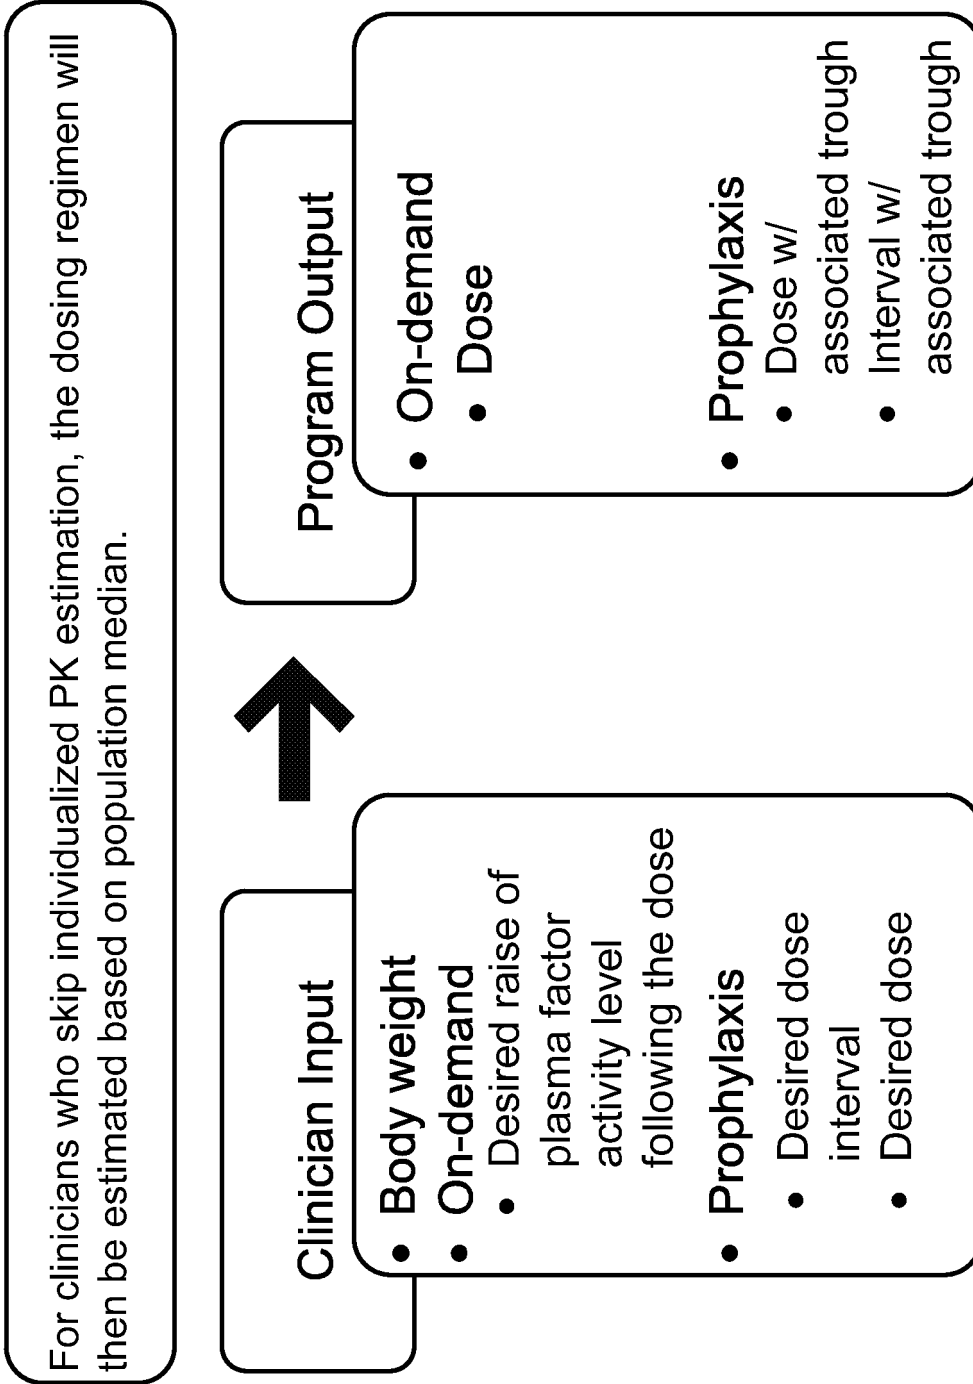 For clinicians who skip individualized PK estimation, the dosing regimen will
then be estimated based on population median.
Clinician Input
• Body weight
• On-demand
• Desired raise of
plasma factor
activity level
following the dose
• Prophylaxis
• Desired dose
interval
• Desired dose
Program Output
• On-demand
• Dose
• Prophylaxis
• Dose w/
associated trough
• Interval w/
associated trough